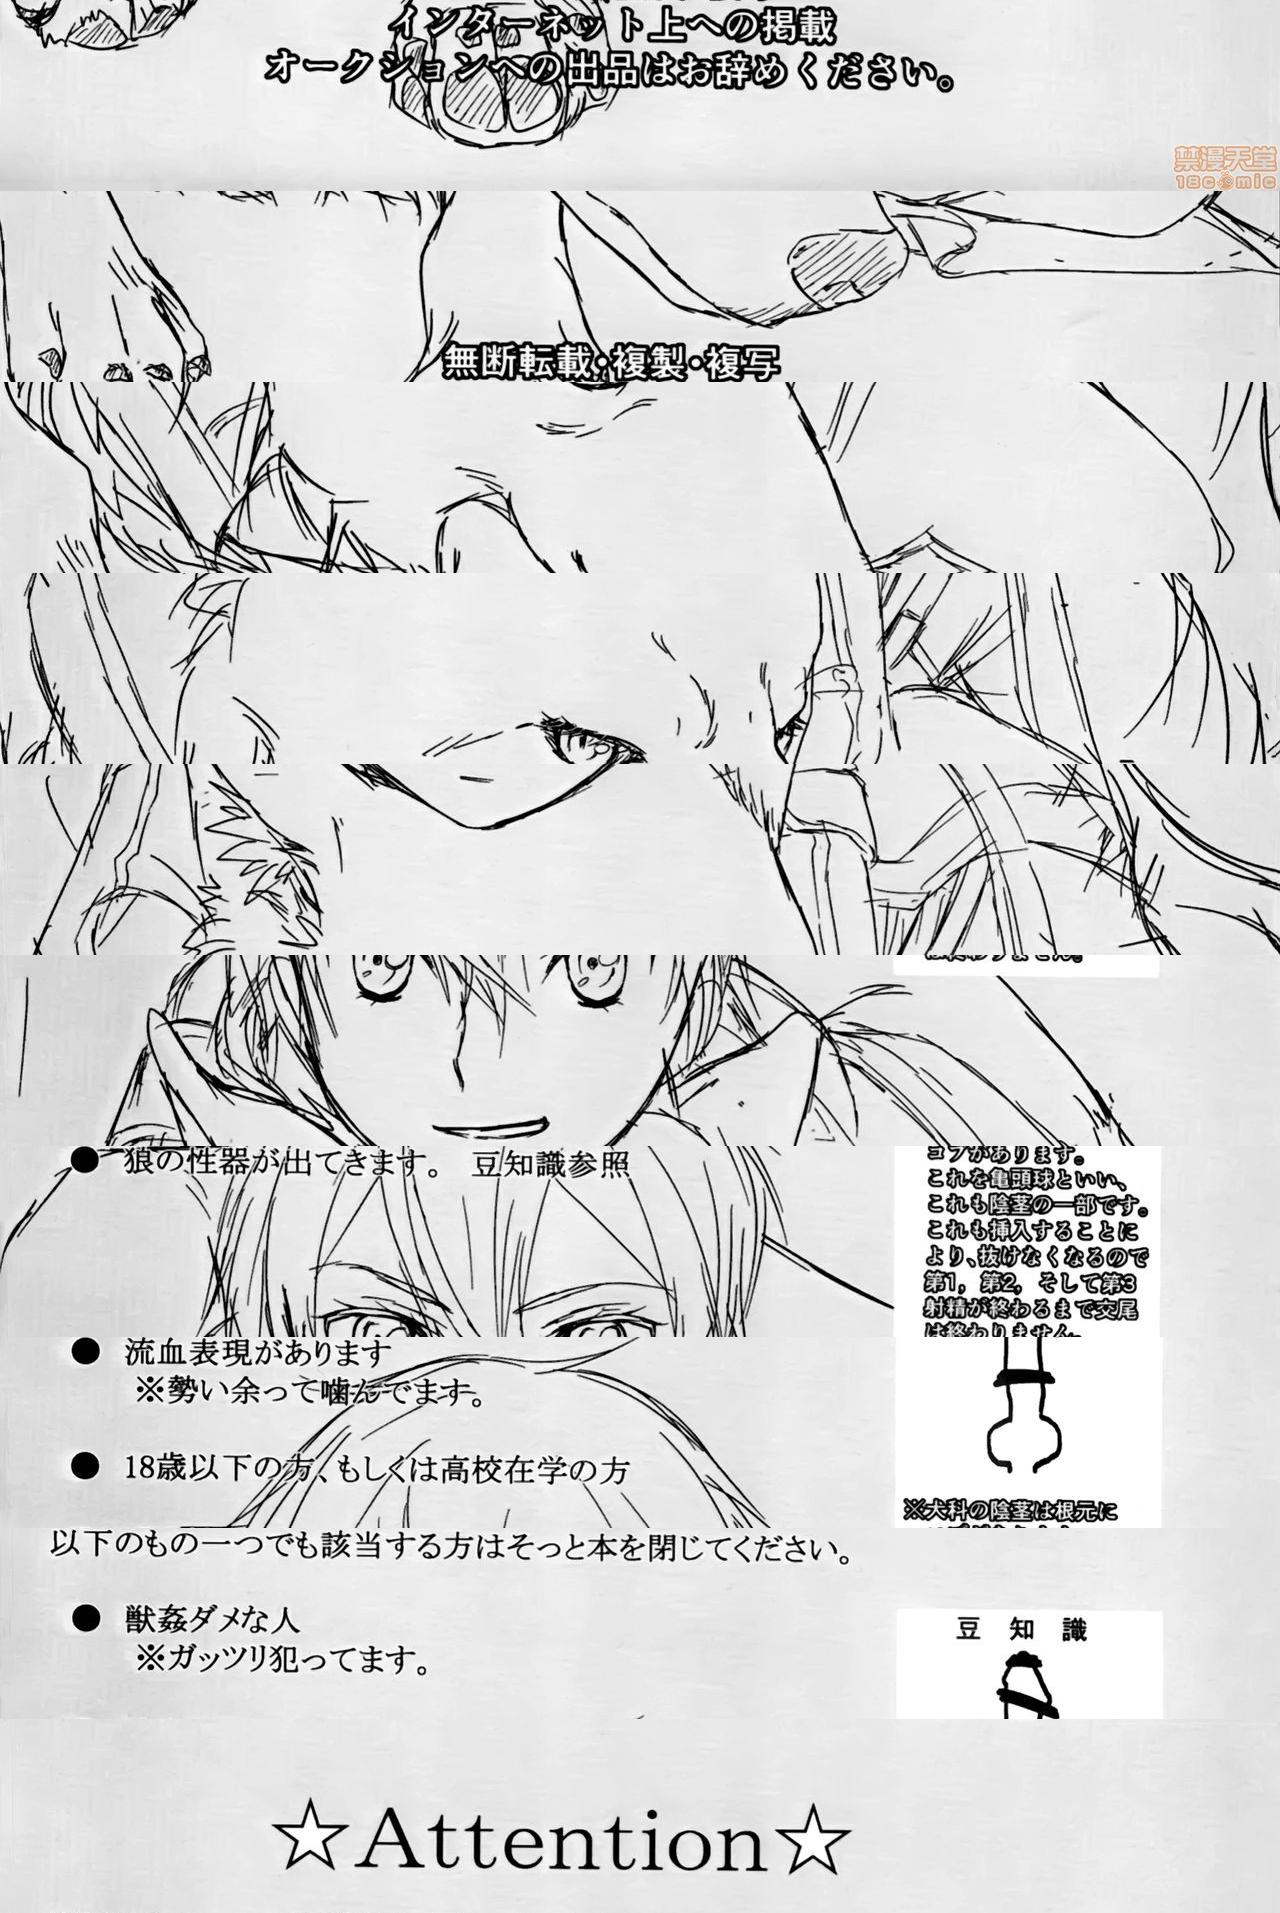 インターネット上への掲載
オークションへの出品はお辞めください。
禁漫天堂
18comic
無断転載・複製・複写
● 狼の性器が出てきます。 豆知識参照
コブがあります。
これを亀頭球といい、
これも陰茎の一部です。
これも挿入することに
より、抜けなくなるので
第1, 第2, そして第3
射精が終わるまで交尾
は終わりません。
● 流血表現があります
※勢い余って噛んでます。
● 18歳以下の方、もしくは高校在学の方
※犬科の陰茎は根元に
以下のもの一つでも該当する方はそっと本を閉じてください。
● 獣姦ダメな人
※ガッツリ犯ってます。
豆知識
☆Attention☆